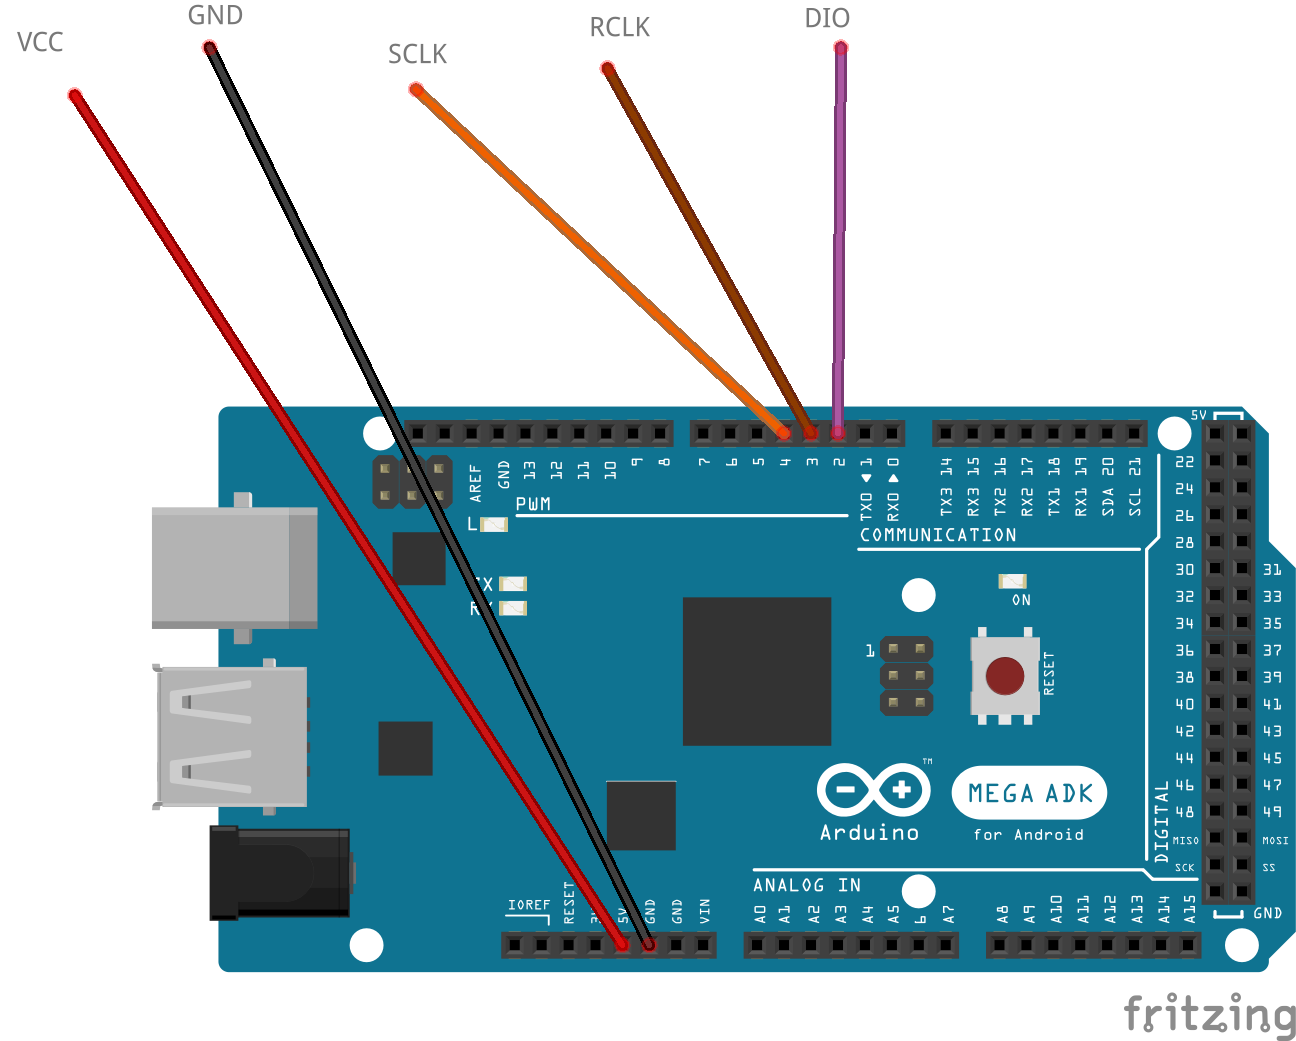 VCC
GND
SCLK
RCLK
DIO
5V
AREF
GND
13
12
11
10
9
8
7
6
5
4
3
2
TX0 1
RX0 0
TX3 14
RX3 15
TX2 16
RX2 17
TX1 18
RX1 19
SDA 20
SCL 21
PWM
L
COMMUNICATION
22
24
26
28
30 31
32 33
34 35
36 37
38 39
40 41
42 43
44 45
46 47
48 49
MISO MOSI
SCK SS
GND
DIGITAL
ON
1
RESET
TM
MEGA ADK
Arduino
for Android
ANALOG IN
IOREF
RESET
5V
GND
GND
VIN
A0
A1
A2
A3
A4
A5
6
A7
A8
A9
A10
A11
A12
A13
A14
A15
fritzing